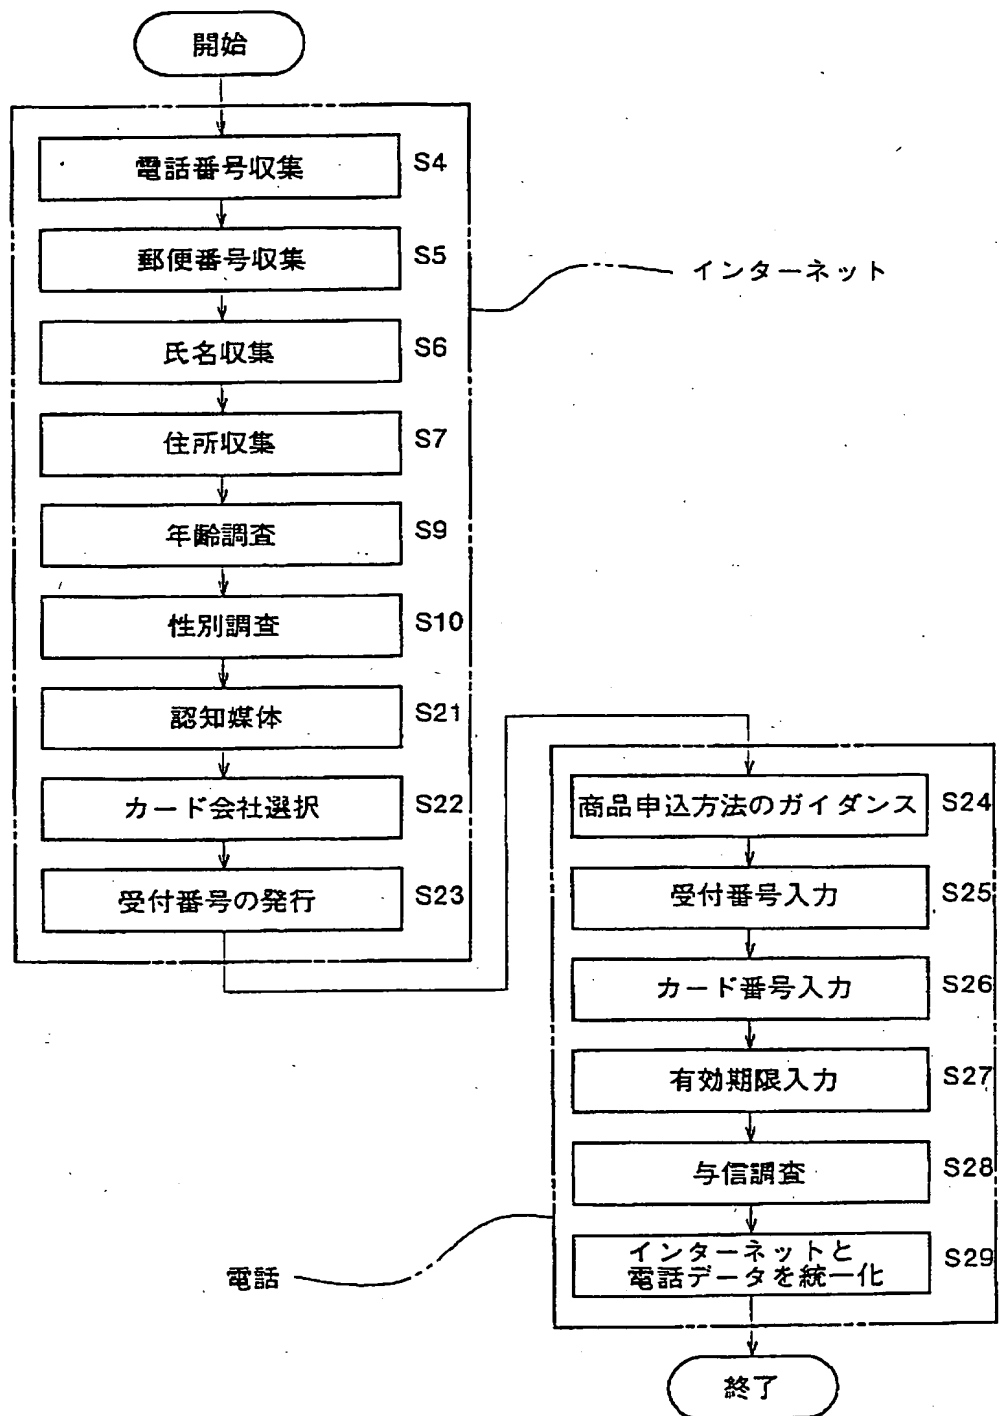 開始
電話番号収集 S4
郵便番号収集 S5
インターネット
氏名収集 S6
住所収集 S7
年齢調査 S9
性別調査 S10
認知媒体 S21
カード会社選択 S22
受付番号の発行 S23
商品申込方法のガイダンス S24
受付番号入力 S25
カード番号入力 S26
有効期限入力 S27
与信調査 S28
インターネットと
電話データを統一化 S29
電話
終了